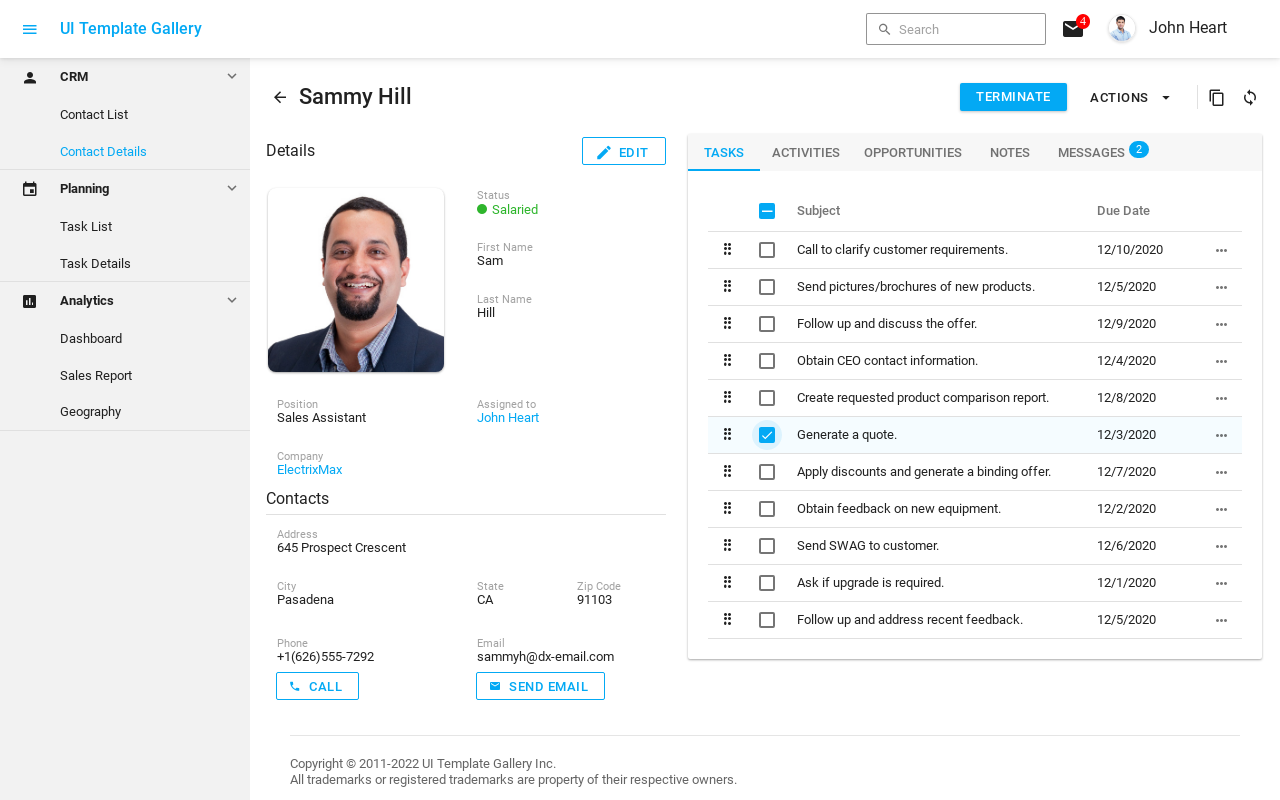 UI Template Gallery
Search
4
John Heart
CRM
Contact List
Contact Details
Planning
Task List
Task Details
Analytics
Dashboard
Sales Report
Geography
Sammy Hill
TERMINATE
ACTIONS
Details
EDIT
Status
Salaried
First Name
Sam
Last Name
Hill
Position
Sales Assistant
Assigned to
John Heart
Company
ElectrixMax
Contacts
Address
645 Prospect Crescent
City
Pasadena
State
CA
Zip Code
91103
Phone
+1(626)555-7292
Email
sammyh@dx-email.com
CALL
SEND EMAIL
TASKS ACTIVITIES OPPORTUNITIES NOTES MESSAGES 2
Subject Due Date
Call to clarify customer requirements. 12/10/2020
Send pictures/brochures of new products. 12/5/2020
Follow up and discuss the offer. 12/9/2020
Obtain CEO contact information. 12/4/2020
Create requested product comparison report. 12/8/2020
Generate a quote. 12/3/2020
Apply discounts and generate a binding offer. 12/7/2020
Obtain feedback on new equipment. 12/2/2020
Send SWAG to customer. 12/6/2020
Ask if upgrade is required. 12/1/2020
Follow up and address recent feedback. 12/5/2020
Copyright © 2011-2022 UI Template Gallery Inc.
All trademarks or registered trademarks are property of their respective owners.